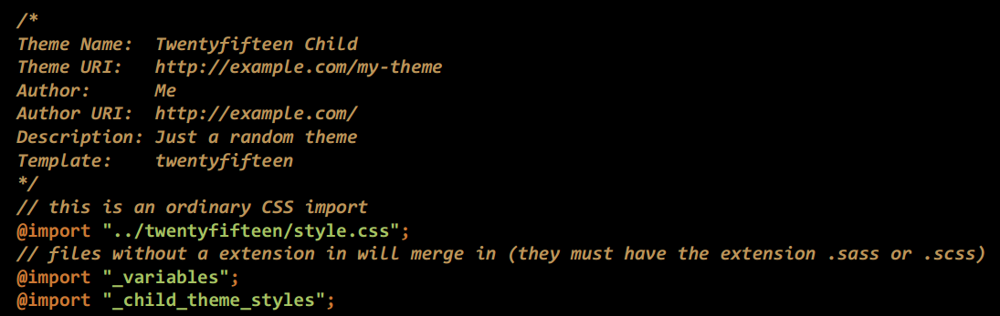 /*
Theme Name:  Twentyfifteen Child
Theme URI:   http://example.com/my-theme
Author:      Me
Author URI:  http://example.com/
Description: Just a random theme
Template:    twentyfifteen
*/
// this is an ordinary CSS import
@import "../twentyfifteen/style.css";
// files without a extension in will merge in (they must have the extension .sass or .scss)
@import "_variables";
@import "_child_theme_styles";